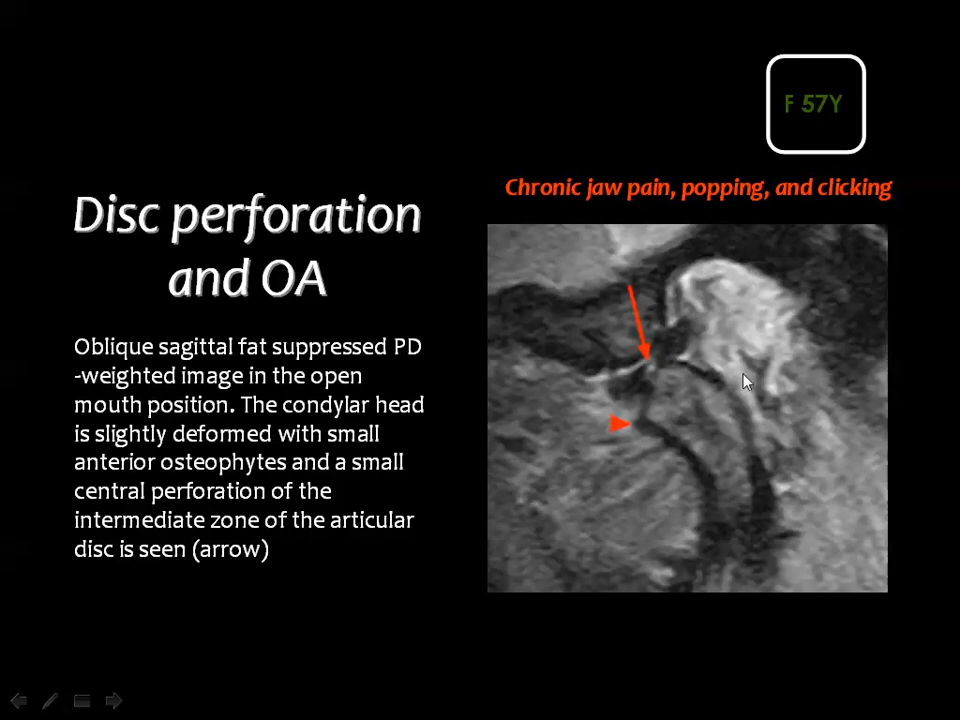 F 57Y
Chronic jaw pain, popping, and clicking
Disc perforation
and OA
Oblique sagittal fat suppressed PD
-weighted image in the open
mouth position. The condylar head
is slightly deformed with small
anterior osteophytes and a small
central perforation of the
intermediate zone of the articular
disc is seen (arrow)